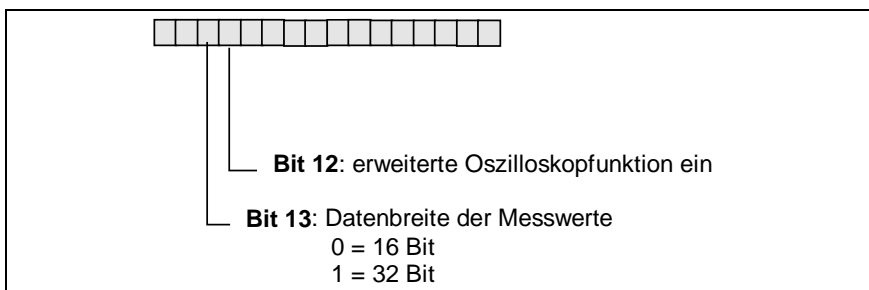 Bit 12: erweiterte Oszilloskopfunktion ein
Bit 13: Datenbreite der Messwerte
0 = 16 Bit
1 = 32 Bit